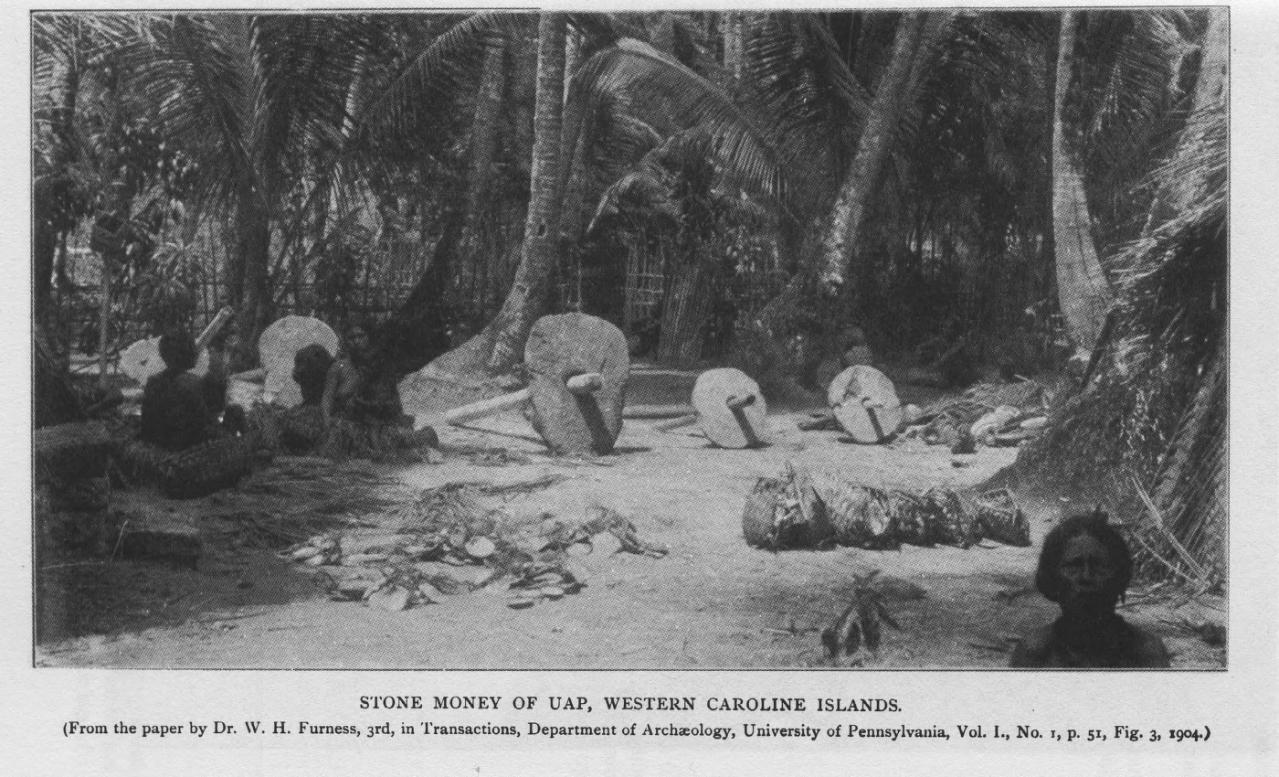 STONE MONEY OF UAP, WESTERN CAROLINE ISLANDS.
(From the paper by Dr. W. H. Furness, 3rd, in Transactions, Department of Archæology, University of Pennsylvania, Vol. I., No. 1, p. 51, Fig. 3, 1904.)